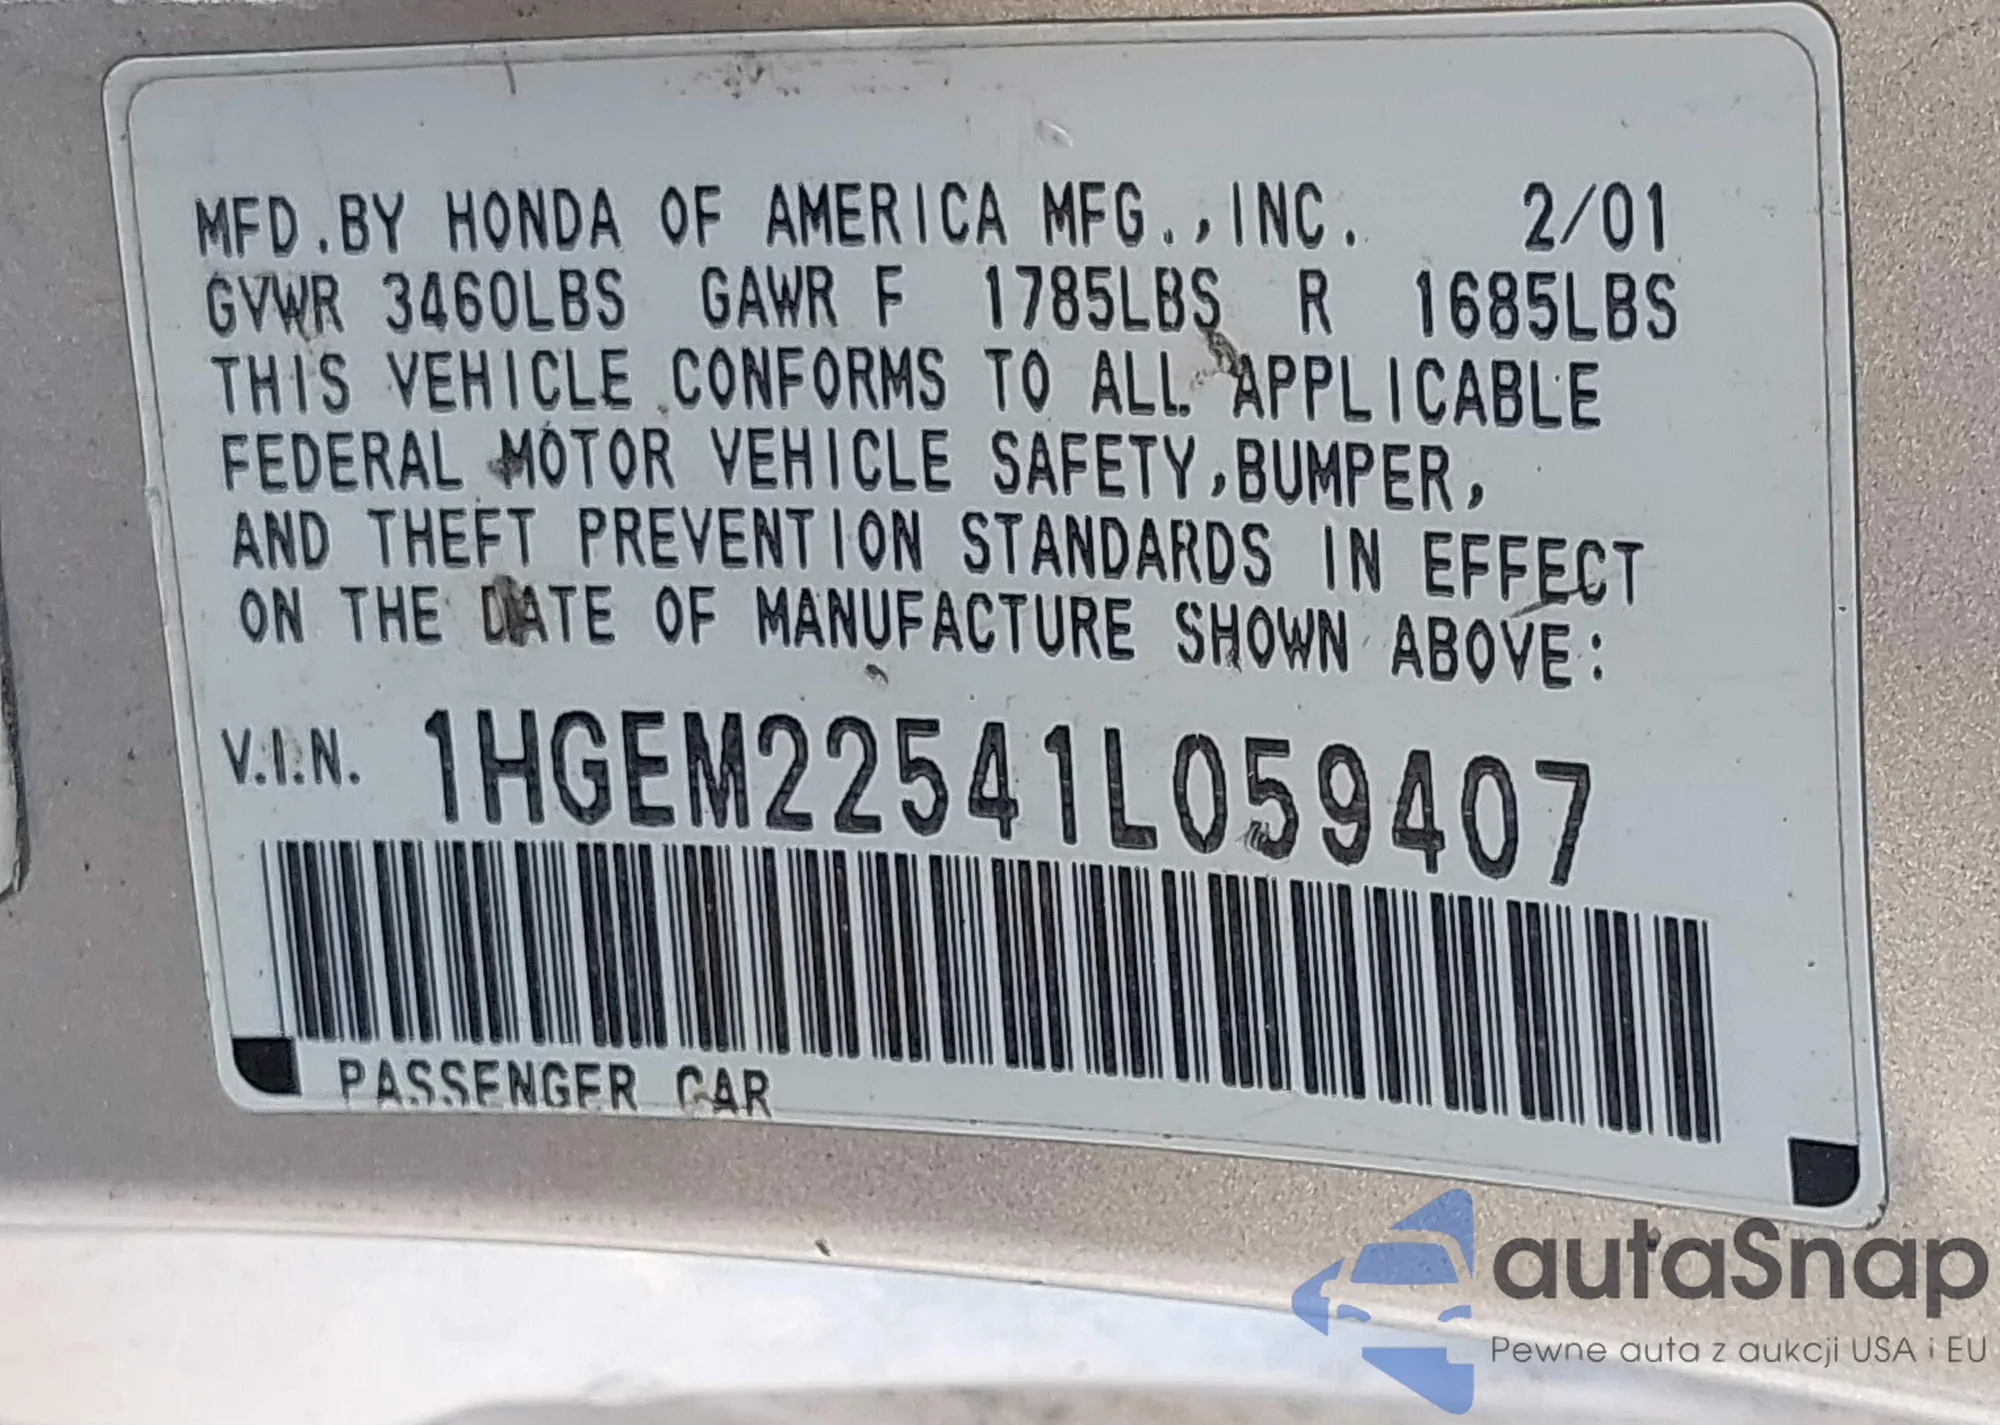 MFD.BY HONDA OF AMERICA MFG.,INC. 2/01
GVWR 3460LBS GAWR F 1785LBS R 1685LBS
THIS VEHICLE CONFORMS TO ALL APPLICABLE
FEDERAL MOTOR VEHICLE SAFETY,BUMPER,
AND THEFT PREVENTION STANDARDS IN EFFECT
ON THE DATE OF MANUFACTURE SHOWN ABOVE:
V.I.N. 1HGEM22541L059407
PASSENGER CAR
autaSnap
Pewne auta z aukcji USA i EU